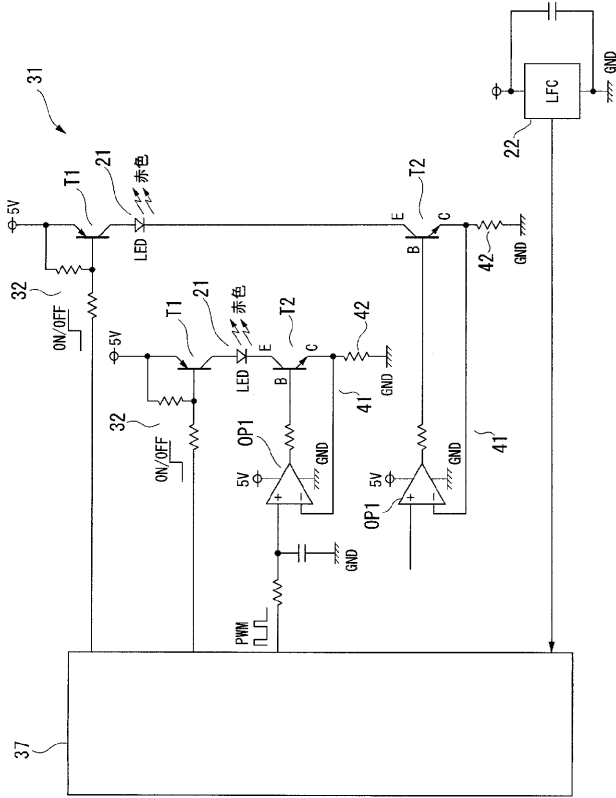 31
5V
T1
21
赤色
LED
32
ON/OFF
5V
T1
21
赤色
LED
32
ON/OFF
E
T2
B
C
42
GND
E
T2
B
C
42
GND
41
OP1
5V
+
−
GND
GND
PWM
OP1
5V
+
−
GND
41
LFC
22
GND
37